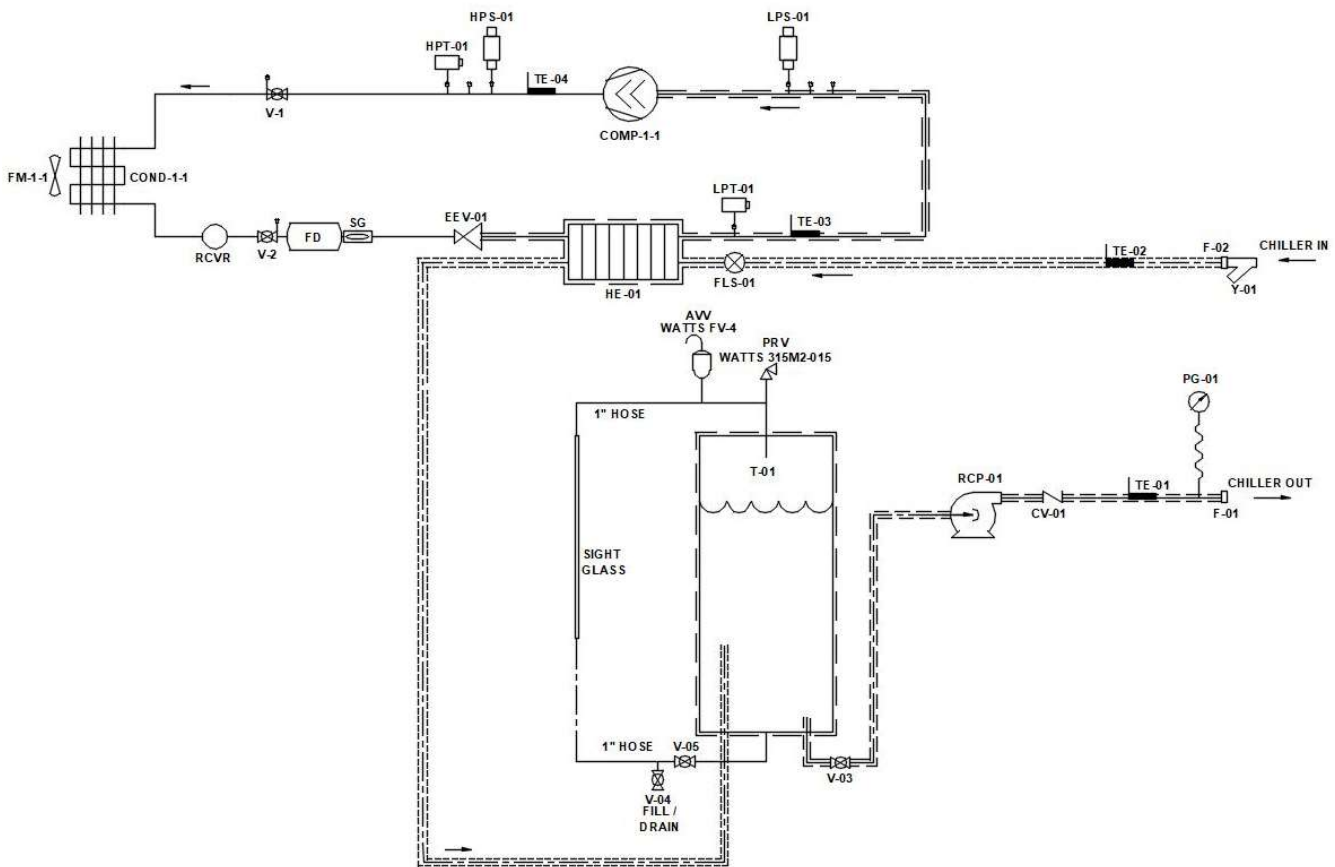 HPS-01
LPS-01
HPT-01
TE-04
V-1
COMP-1-1
FM-1-1
COND-1-1
LPT-01
SG
EEV-01
TE-03
FD
RCVR
V-2
TE-02
F-02
CHILLER IN
HE-01
FLS-01
Y-01
AVV
WATTS FV-4
PRV
WATTS 315M2-015
PG-01
1" HOSE
T-01
RCP-01
TE-01
CHILLER OUT
CV-01
F-01
SIGHT
GLASS
1" HOSE
V-05
V-03
V-04
FILL /
DRAIN